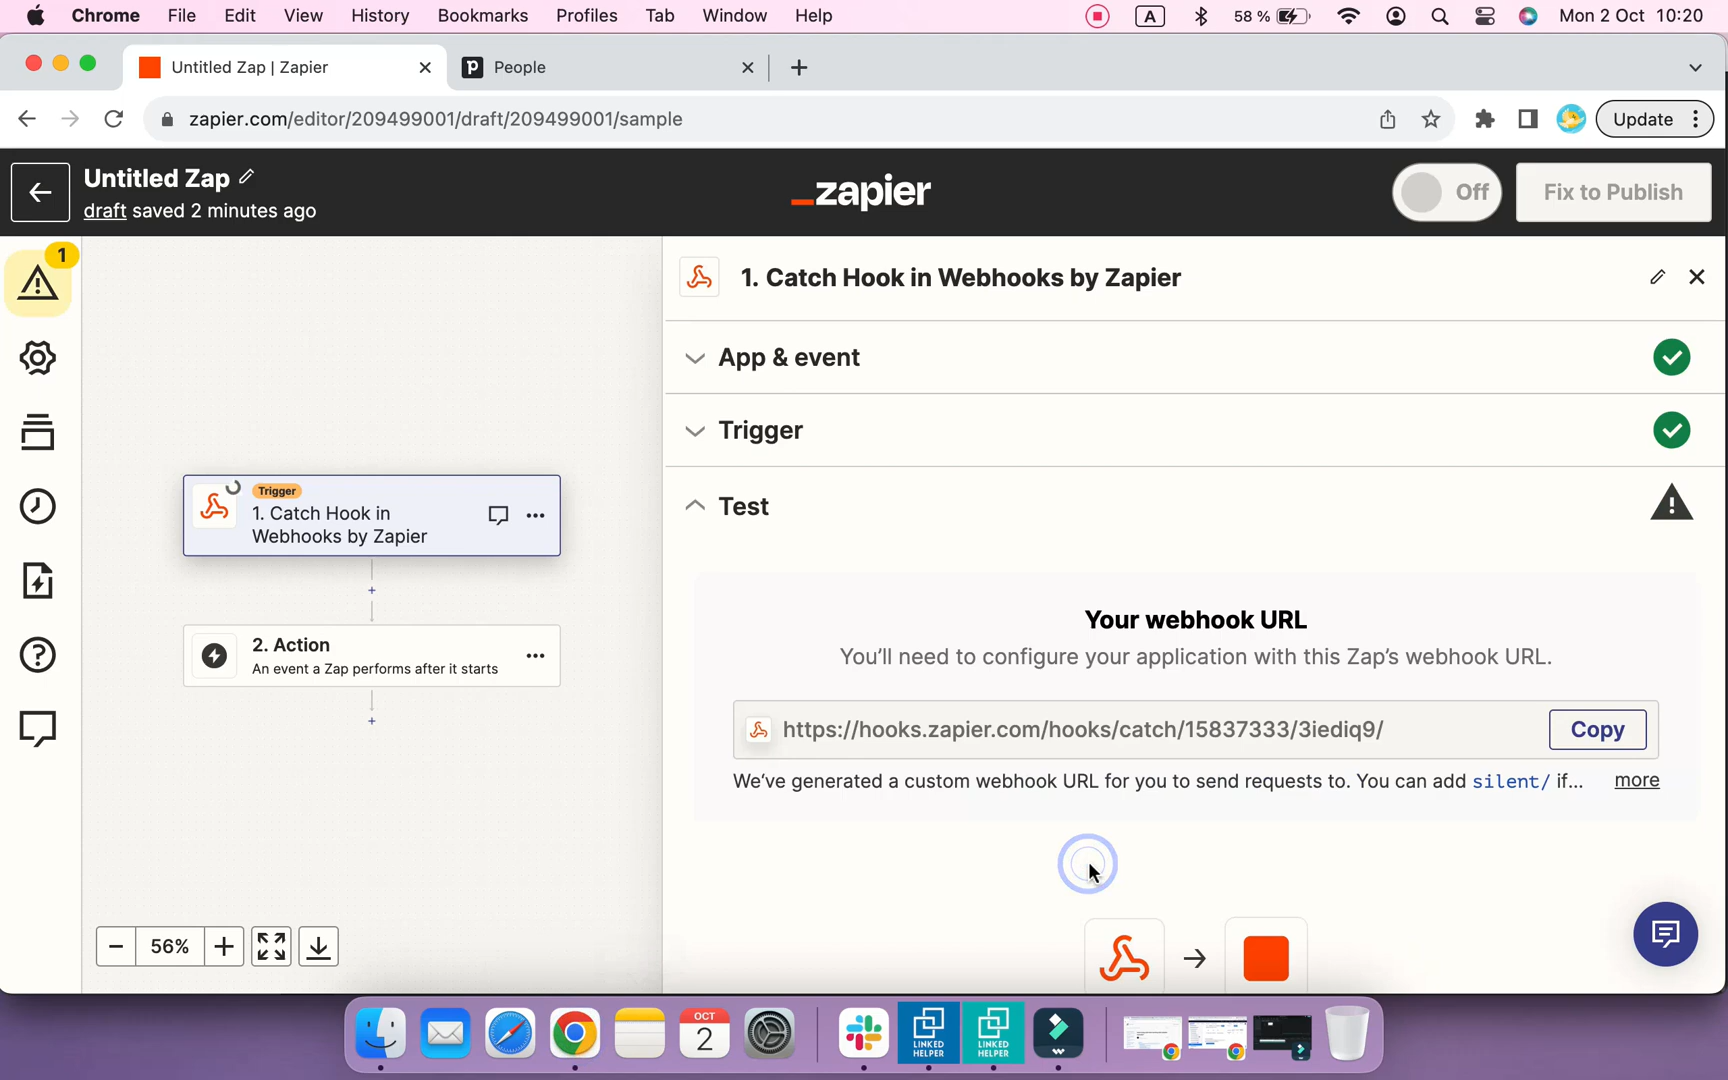 Chrome File Edit View History Bookmarks Profiles Tab Window Help A 58 % Mon 2 Oct 10:20
Untitled Zap | Zapier People
zapier.com/editor/209499001/draft/209499001/sample Update
Untitled Zap
draft saved 2 minutes ago
_zapier
Off
Fix to Publish
1
1. Catch Hook in Webhooks by Zapier
App & event
Trigger
Test
Trigger
1. Catch Hook in
Webhooks by Zapier
2. Action
An event a Zap performs after it starts
Your webhook URL
You'll need to configure your application with this Zap's webhook URL.
https://hooks.zapier.com/hooks/catch/15837333/3iediq9/ Copy
We've generated a custom webhook URL for you to send requests to. You can add silent/ if... more
56%
OCT
2
LINKED
HELPER
LINKED
HELPER